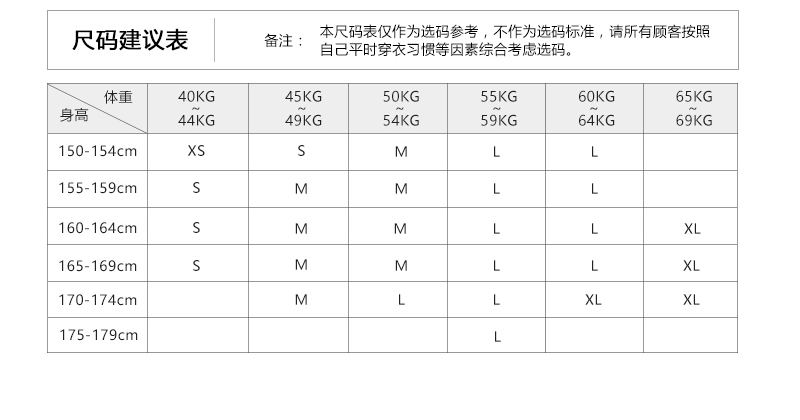 尺码建议表
备注：
本尺码表仅作为选码参考，不作为选码标准，请所有顾客按照
自己平时穿衣习惯等因素综合考虑选码。
体重
身高
40KG ~ 44KG 45KG ~ 49KG 50KG ~ 54KG 55KG ~ 59KG 60KG ~ 64KG 65KG ~ 69KG
150-154cm XS S M L L
155-159cm S M M L L
160-164cm S M M L L XL
165-169cm S M M L L XL
170-174cm M L L XL XL
175-179cm L